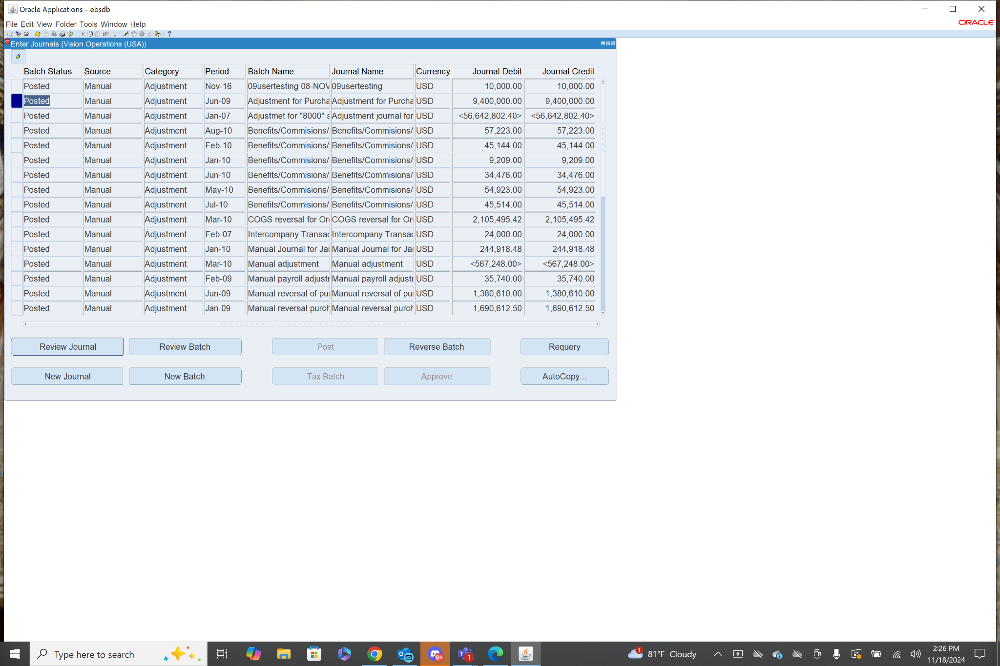 Oracle Applications - ebsdb
File Edit View Folder Tools Window Help
ORACLE
Enter Journals (Vision Operations (USA))
Batch Status Source Category Period Batch Name Journal Name Currency Journal Debit Journal Credit
Posted Manual Adjustment Nov-16 09usertesting 08-NOV 09usertesting USD 10,000.00 10,000.00
Posted Manual Adjustment Jun-09 Adjustment for Purcha Adjustment for Purcha USD 9,400,000.00 9,400,000.00
Posted Manual Adjustment Jan-07 Adjustmet for "8000" s Adjustment journal for USD <56,642,802.40> <56,642,802.40>
Posted Manual Adjustment Aug-10 Benefits/Commisions/ Benefits/Commisions/ USD 57,223.00 57,223.00
Posted Manual Adjustment Feb-10 Benefits/Commisions/ Benefits/Commisions/ USD 45,144.00 45,144.00
Posted Manual Adjustment Jan-10 Benefits/Commisions/ Benefits/Commisions/ USD 9,209.00 9,209.00
Posted Manual Adjustment Jun-10 Benefits/Commisions/ Benefits/Commisions/ USD 34,476.00 34,476.00
Posted Manual Adjustment May-10 Benefits/Commisions/ Benefits/Commisions/ USD 54,923.00 54,923.00
Posted Manual Adjustment Jul-10 Benefits/Commisions/ Benefits/Commisions/ USD 45,514.00 45,514.00
Posted Manual Adjustment Mar-10 COGS reversal for Or COGS reversal for Or USD 2,105,495.42 2,105,495.42
Posted Manual Adjustment Feb-07 Intercompany Transac Intercompany Transac USD 24,000.00 24,000.00
Posted Manual Adjustment Jan-10 Manual Journal for Ja Manual Journal for Ja USD 244,918.48 244,918.48
Posted Manual Adjustment Mar-10 Manual adjustment Manual adjustment USD <567,248.00> <567,248.00>
Posted Manual Adjustment Feb-09 Manual payroll adjust Manual payroll adjust USD 35,740.00 35,740.00
Posted Manual Adjustment Jun-09 Manual reversal of pu Manual reversal of pu USD 1,380,610.00 1,380,610.00
Posted Manual Adjustment Jan-09 Manual reversal purch Manual reversal purch USD 1,690,612.50 1,690,612.50
Review Journal Review Batch Post Reverse Batch Requery
New Journal New Batch Tax Batch Approve AutoCopy...
Type here to search
9+
1
1
81°F Cloudy
2:26 PM
11/18/2024